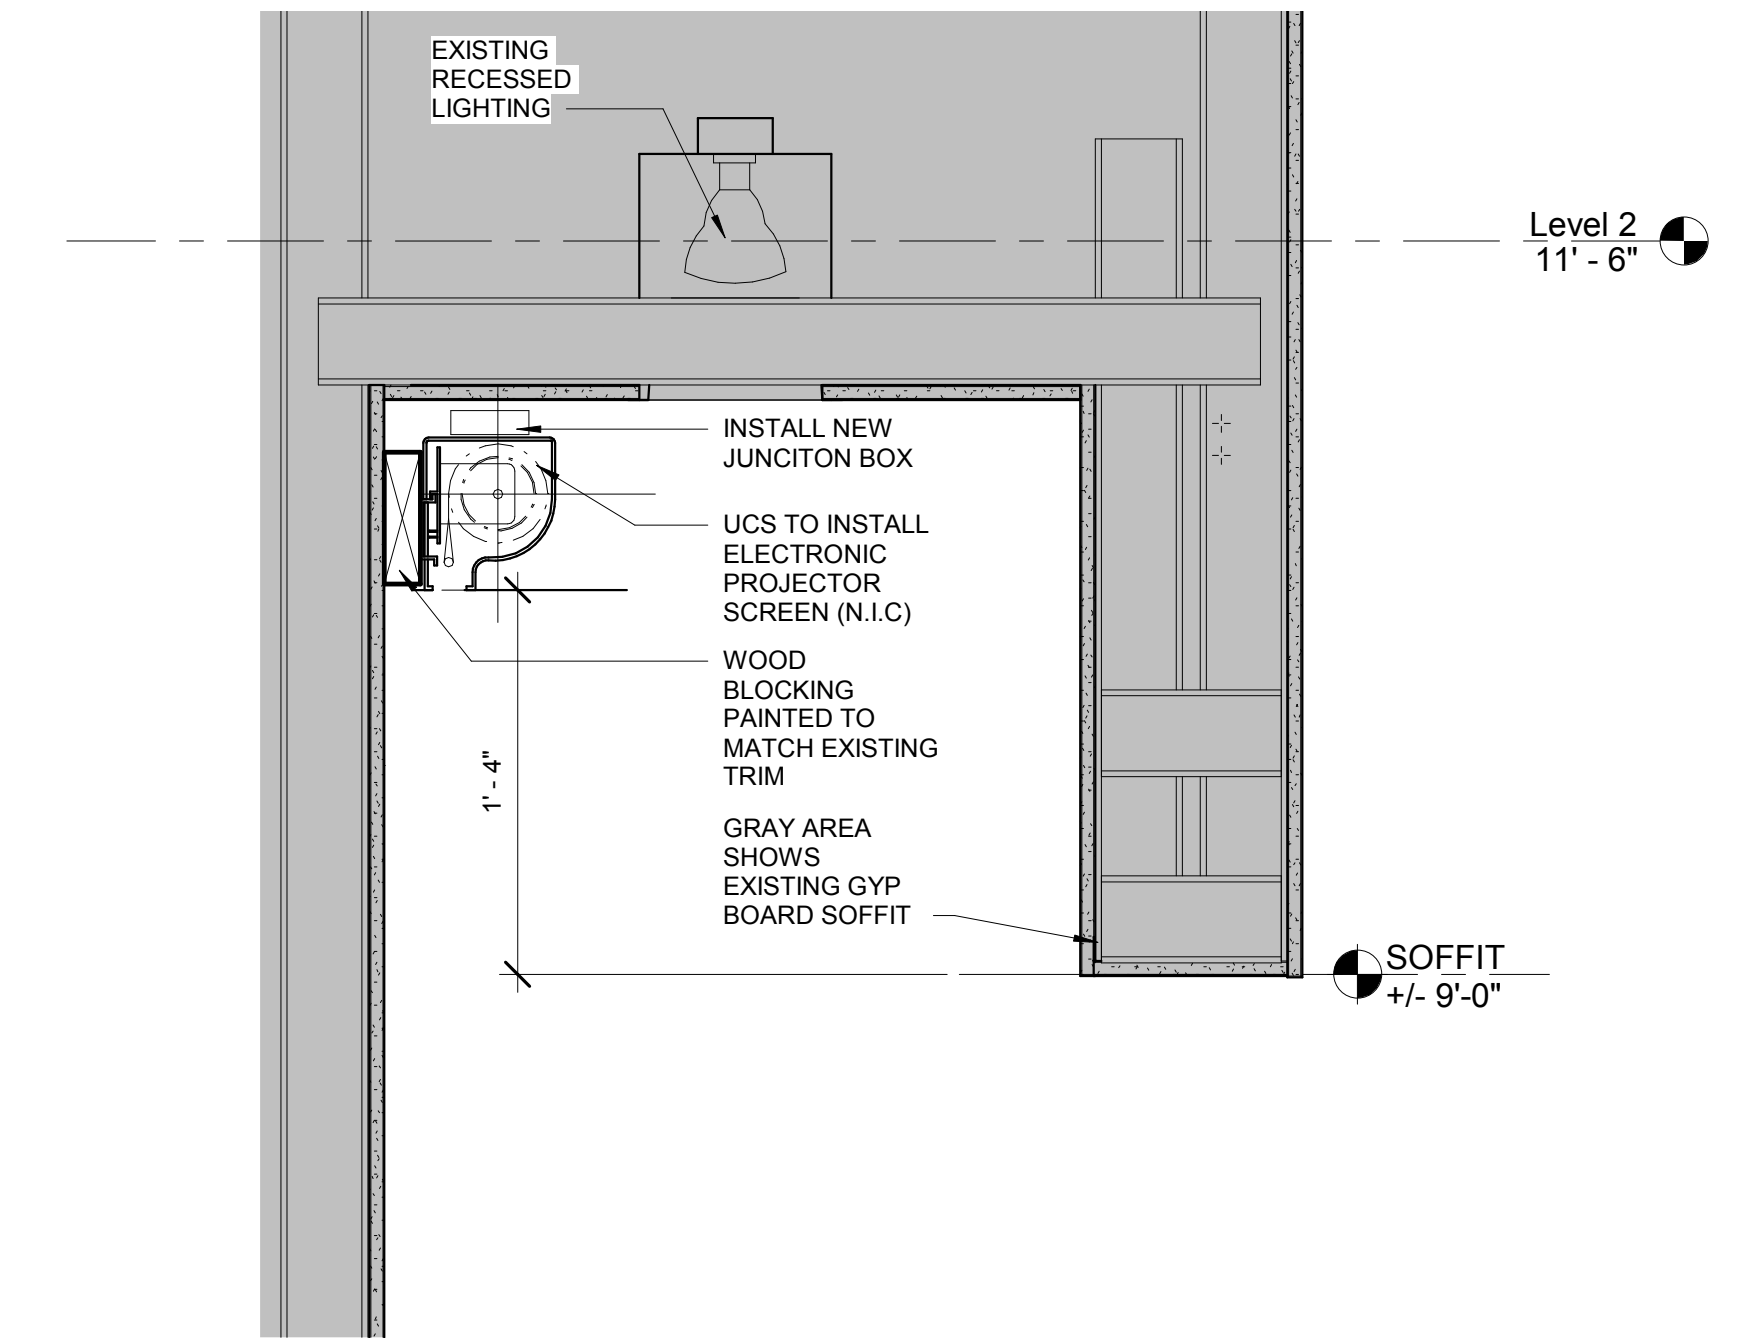 EXISTING
RECESSED
LIGHTING
Level 2
11' - 6"
INSTALL NEW
JUNCITON BOX
UCS TO INSTALL
ELECTRONIC
PROJECTOR
SCREEN (N.I.C)
WOOD
BLOCKING
PAINTED TO
MATCH EXISTING
TRIM
1' - 4"
GRAY AREA
SHOWS
EXISTING GYP
BOARD SOFFIT
SOFFIT
+/- 9'-0"